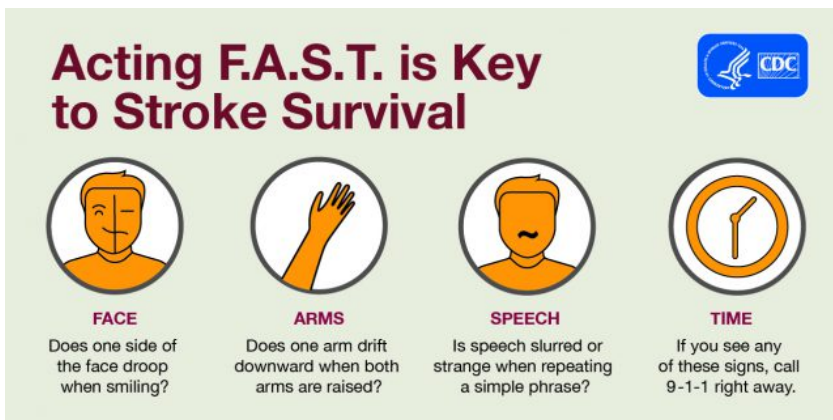 Acting F.A.S.T. is Key
to Stroke Survival
CDC
FACE
Does one side of
the face droop
when smiling?
ARMS
Does one arm drift
downward when both
arms are raised?
SPEECH
Is speech slurred or
strange when repeating
a simple phrase?
TIME
If you see any
of these signs, call
9-1-1 right away.